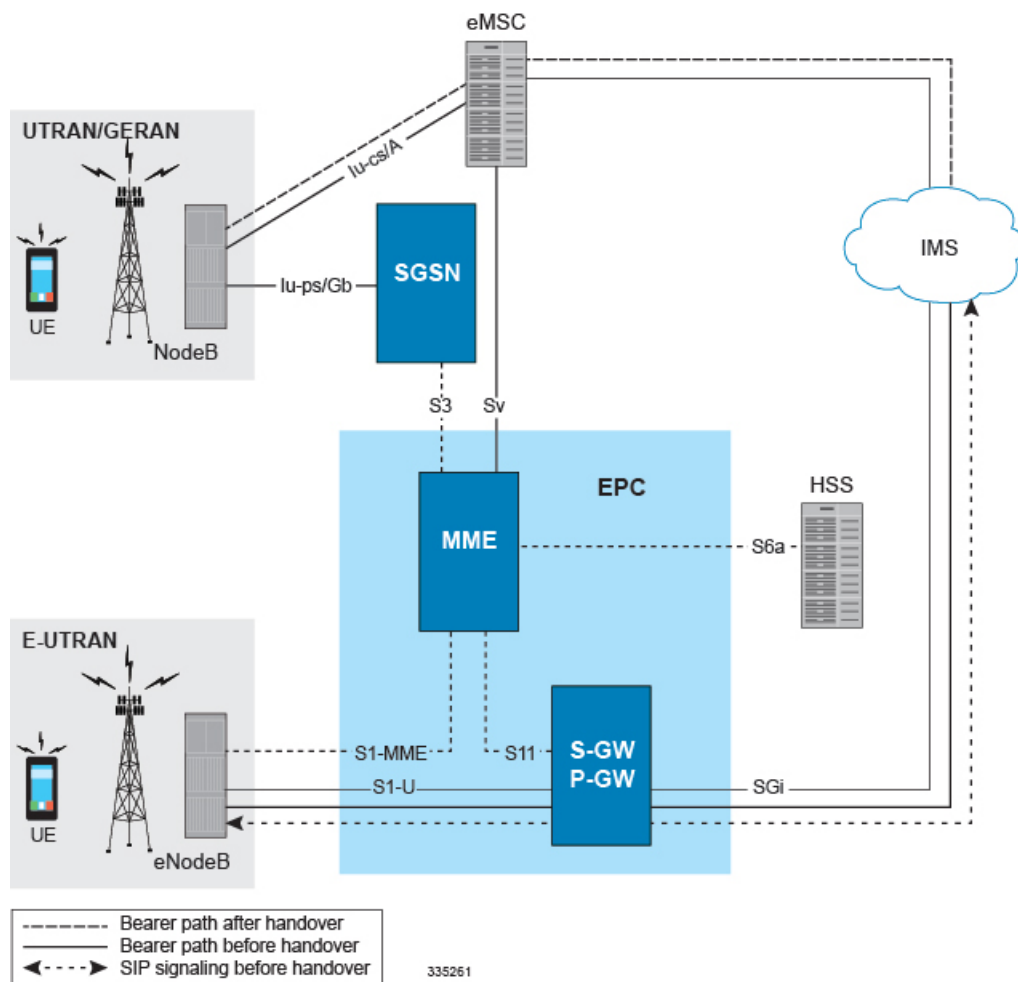 eMSC
UTRAN/GERAN
Iu-cs/A
SGSN
IMS
Iu-ps/Gb
UE
NodeB
S3
Sv
EPC
HSS
MME
S6a
E-UTRAN
S1-MME
S11
S-GW
P-GW
S1-U
SGi
UE
eNodeB
Bearer path after handover
Bearer path before handover
SIP signaling before handover
335261